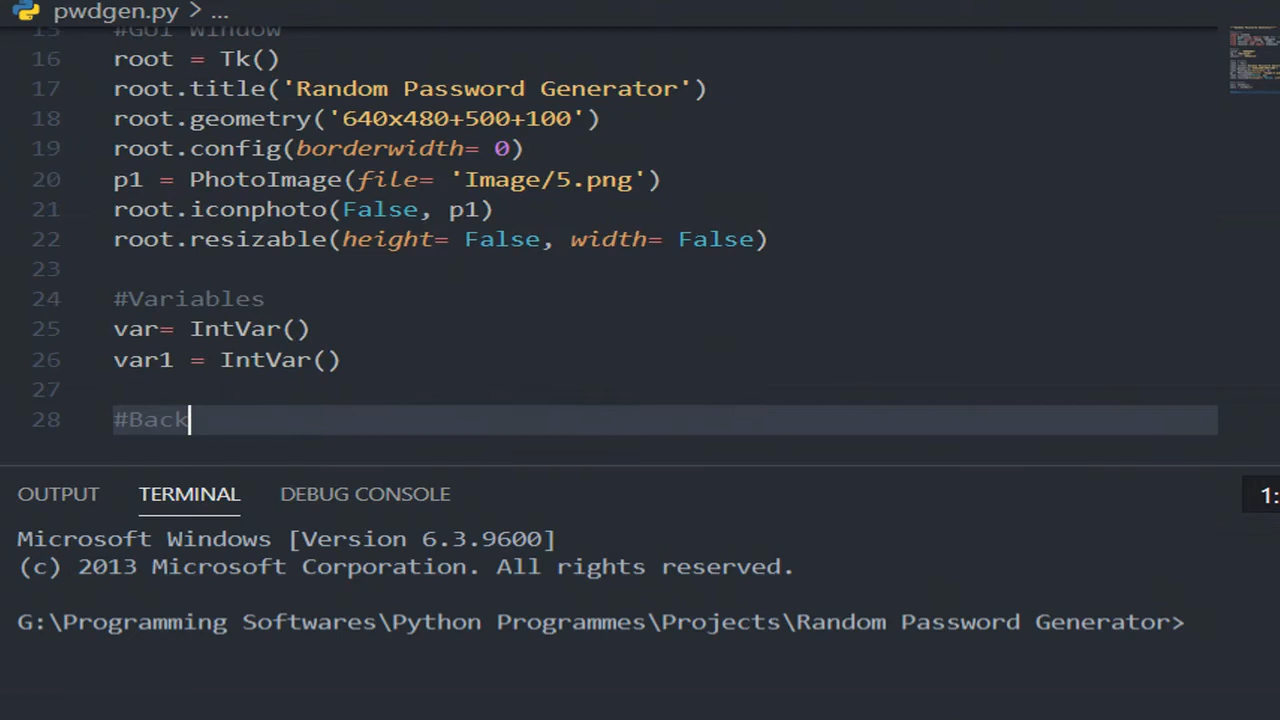 pwdgen.py > ...
15 #GUI Window
16 root = Tk()
17 root.title('Random Password Generator')
18 root.geometry('640x480+500+100')
19 root.config(borderwidth= 0)
20 p1 = PhotoImage(file= 'Image/5.png')
21 root.iconphoto(False, p1)
22 root.resizable(height= False, width= False)
23
24 #Variables
25 var= IntVar()
26 var1 = IntVar()
27
28 #Back
OUTPUT TERMINAL DEBUG CONSOLE 1:
Microsoft Windows [Version 6.3.9600]
(c) 2013 Microsoft Corporation. All rights reserved.
G:\Programming Softwares\Python Programmes\Projects\Random Password Generator>